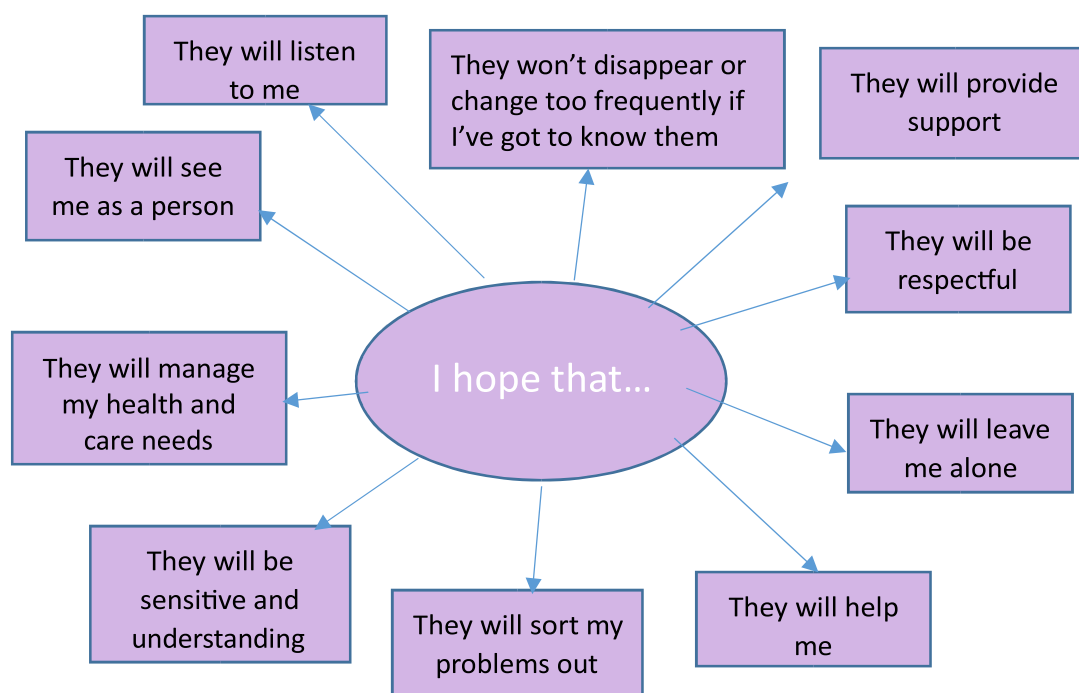 They will listen
to me
They won’t disappear or
change too frequently if
I’ve got to know them
They will provide
support
They will see
me as a person
They will be
respectful
They will manage
my health and
care needs
I hope that…
They will leave
me alone
They will be
sensitive and
understanding
They will sort my
problems out
They will help
me